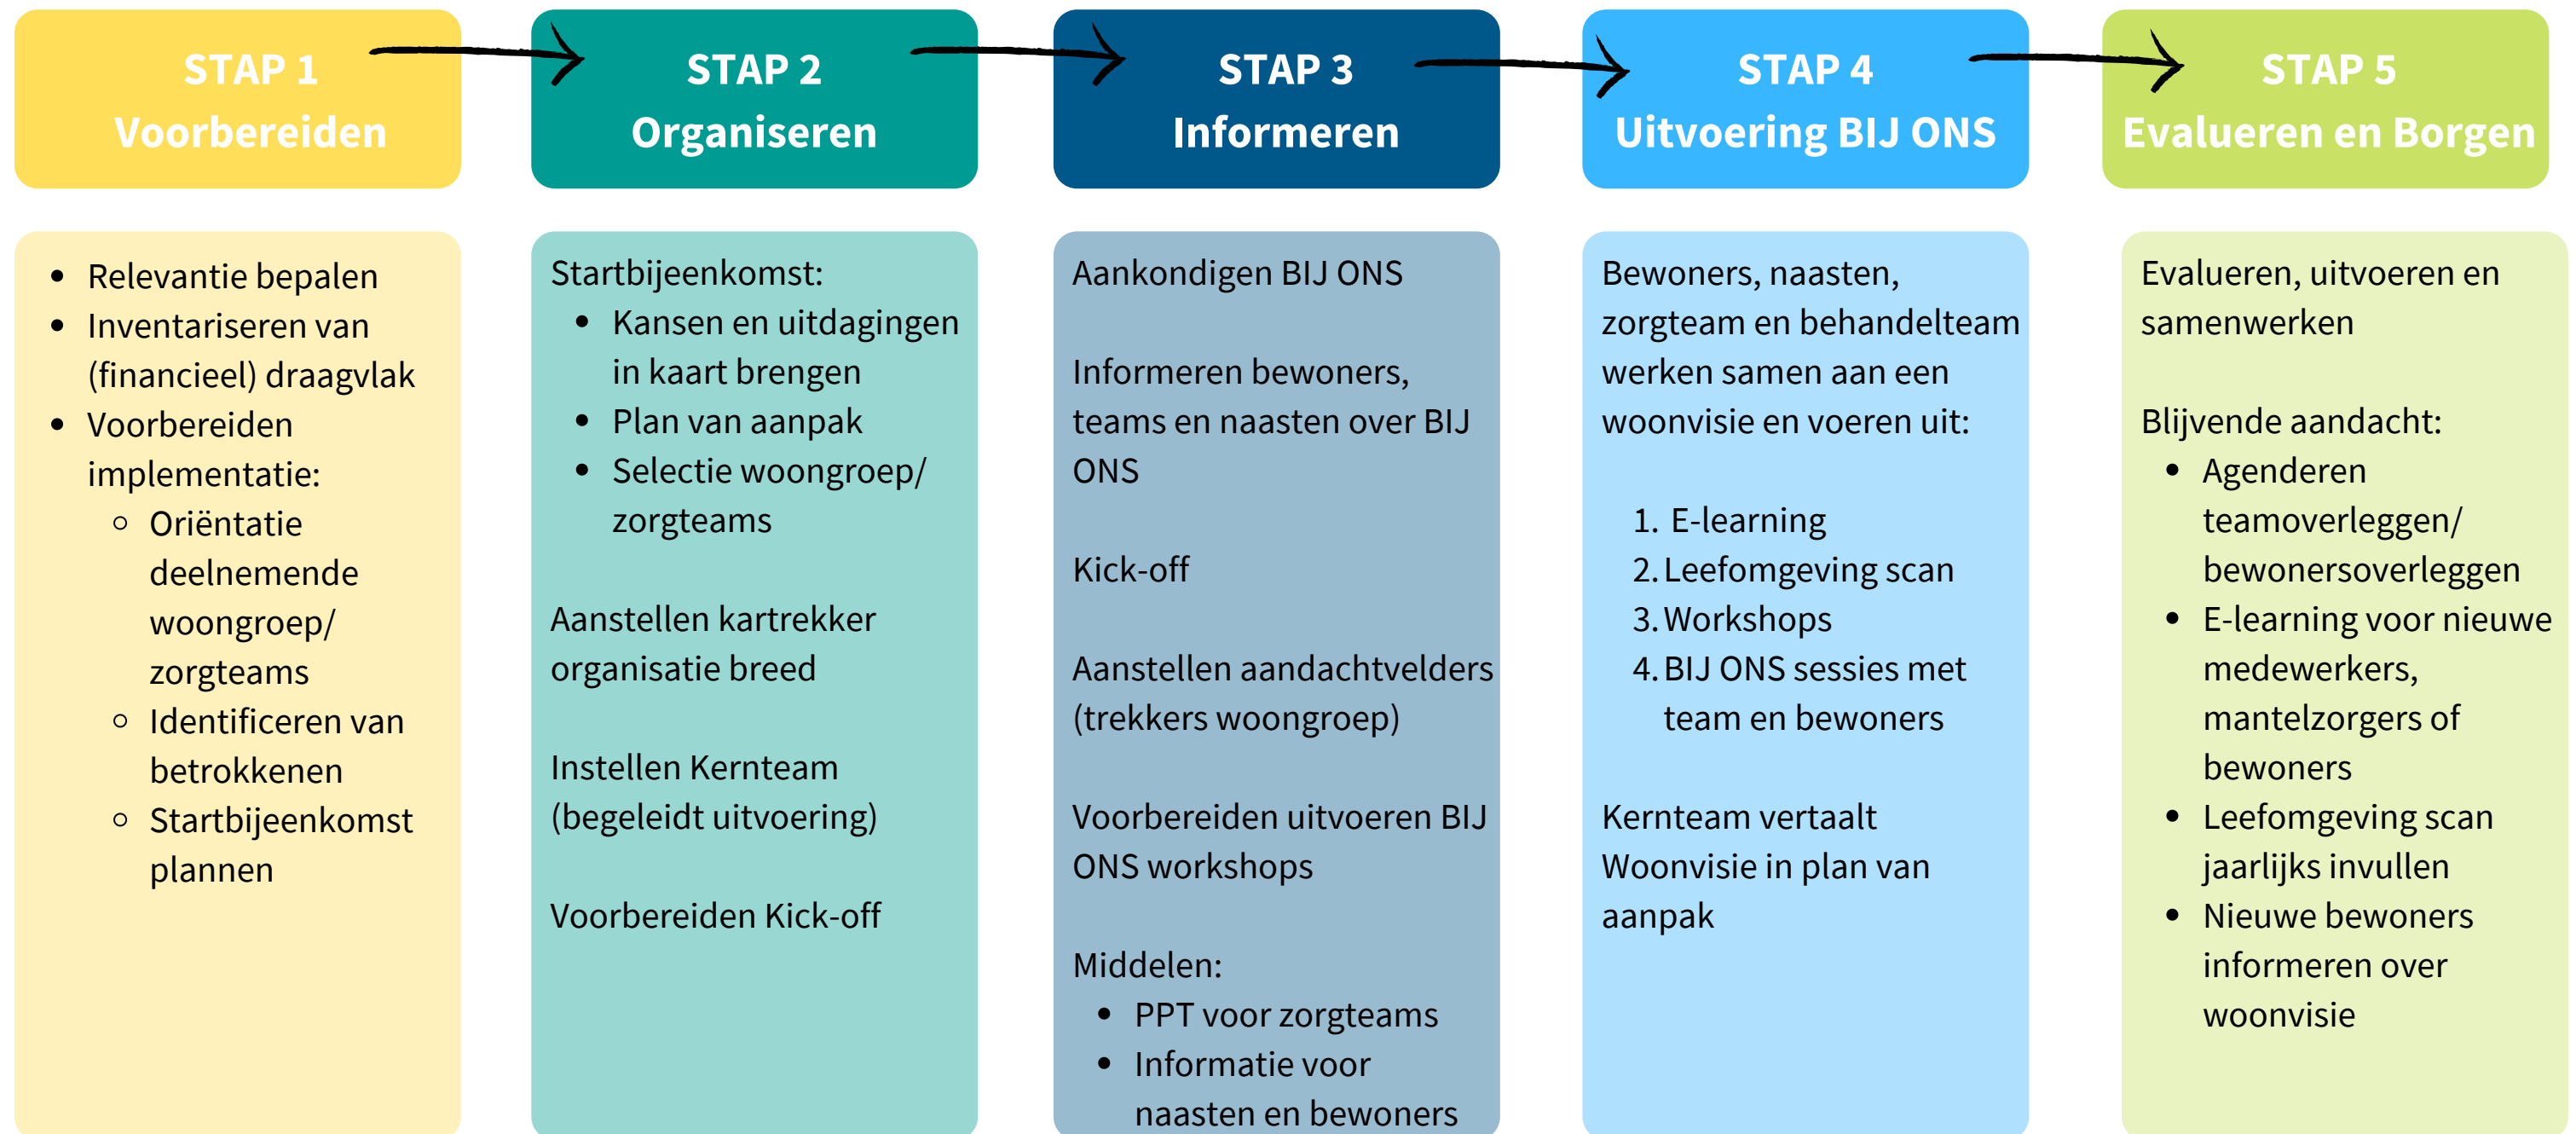 STAP 1
Voorbereiden
• Relevantie bepalen
• Inventariseren van
(financieel) draagvlak
• Voorbereiden
implementatie:
○ Oriëntatie
deelnemende
woongroep/
zorgteams
○ Identificeren van
betrokkenen
○ Startbijeenkomst
plannen
STAP 2
Organiseren
Startbijeenkomst:
• Kansen en uitdagingen
in kaart brengen
• Plan van aanpak
• Selectie woongroep/
zorgteams
Aanstellen kartrekker
organisatie breed
Instellen Kernteam
(begeleidt uitvoering)
Voorbereiden Kick-off
STAP 3
Informeren
Aankondigen BIJ ONS
Informeren bewoners,
teams en naasten over BIJ
ONS
Kick-off
Aanstellen aandachtvelders
(trekkers woongroep)
Voorbereiden uitvoeren BIJ
ONS workshops
Middelen:
• PPT voor zorgteams
• Informatie voor
naasten en bewoners
STAP 4
Uitvoering BIJ ONS
Bewoners, naasten,
zorgteam en behandelteam
werken samen aan een
woonvisie en voeren uit:
1. E-learning
2. Leefomgeving scan
3. Workshops
4. BIJ ONS sessies met
team en bewoners
Kernteam vertaalt
Woonvisie in plan van
aanpak
STAP 5
Evalueren en Borgen
Evalueren, uitvoeren en
samenwerken
Blijvende aandacht:
• Agenderen
teamoverleggen/
bewonersoverleggen
• E-learning voor nieuwe
medewerkers,
mantelzorgers of
bewoners
• Leefomgeving scan
jaarlijks invullen
• Nieuwe bewoners
informeren over
woonvisie